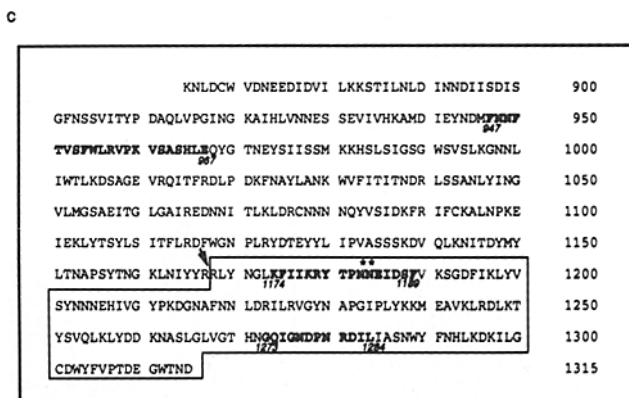 C
KNLDCW VDNEEDIDVI LKKSTILNLD INNDIISDIS 900
GFNSSVITYP DAQLVPGING KAIHLVNNES SEVIVHKAMD IEYNDMFNNF 950
947
TVSFWLRVPK VSASHLEQYG TNEYSIISSM KKHSLSIGSG WSVSLKGNNL 1000
967
IWTLKDSAGE VRQITFRDLP DKFNAYLANK WVFITITNDR LSSANLYING 1050
VLMGSAEITG LGAIREDNNI TLKLDRCNNN NQYVSIDKFR IFCKALNPKE 1100
IEKLYTSYLS ITFLRDFWGN PLRYDTEYYL IPVASSSKDV QLKNITDYMY 1150
**
LTNAPSYTNG KLNIYYRRLY NGLKFIIKRY TPNNEIDSFV KSGDFIKLYV 1200
1174 1189
SYNNNEHIVG YPKDGNAFNN LDRILRVGYN APGIPLYKKM EAVKLRDLKT 1250
YSVQLKLYDD KNASLGLVGT HNGQIGNDPN RDILIASNWY FNHLKDKILG 1300
1273 1284
CDWYFVPTDE GWTND 1315